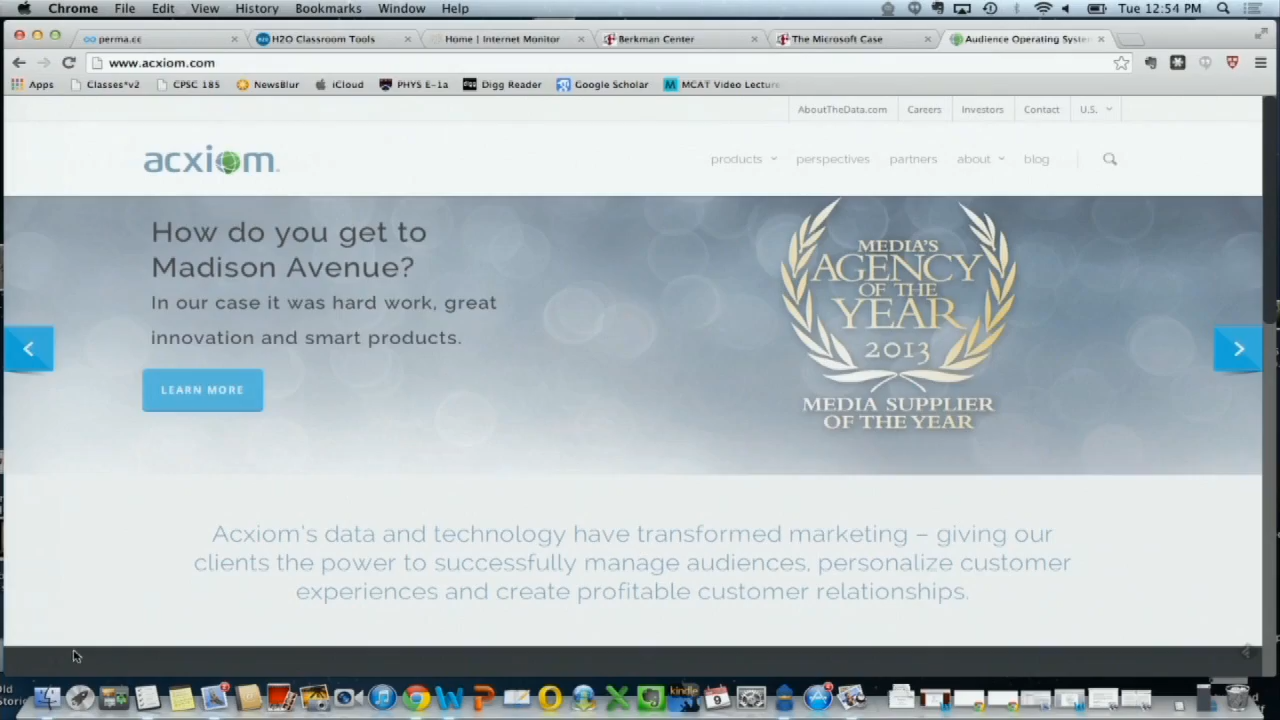 Chrome File Edit View History Bookmarks Window Help Tue 12:54 PM
perma.cc H2O Classroom Tools Home | Internet Monitor Berkman Center The Microsoft Case Audience Operating Syste
www.acxiom.com
Apps Classes*v2 CPSC 185 NewsBlur iCloud PHYS E-1a Digg Reader Google Scholar MCAT Video Lecture
AboutTheData.com Careers Investors Contact U.S.
acxiom
products perspectives partners about blog
How do you get to
Madison Avenue?
In our case it was hard work, great
innovation and smart products.
LEARN MORE
MEDIA'S
AGENCY
OF THE
YEAR
2013
MEDIA SUPPLIER
OF THE YEAR
Acxiom's data and technology have transformed marketing – giving our
clients the power to successfully manage audiences, personalize customer
experiences and create profitable customer relationships.
Old
kindle
9